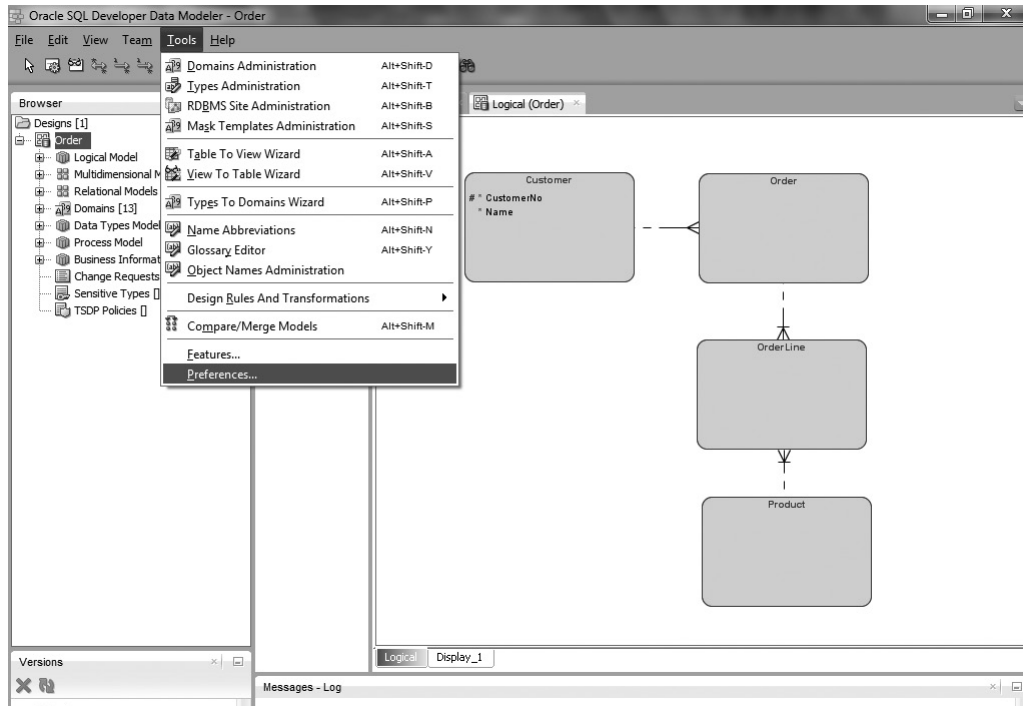 Oracle SQL Developer Data Modeler - Order
File Edit View Team Tools Help
Domains Administration Alt+Shift-D
Types Administration Alt+Shift-T
RDBMS Site Administration Alt+Shift-B
Mask Templates Administration Alt+Shift-S
Table To View Wizard Alt+Shift-A
View To Table Wizard Alt+Shift-V
Types To Domains Wizard Alt+Shift-P
Name Abbreviations Alt+Shift-N
Glossary Editor Alt+Shift-Y
Object Names Administration
Design Rules And Transformations
Compare/Merge Models Alt+Shift-M
Features...
Preferences...
Browser
Designs [1]
Order
Logical Model
Multidimensional M
Relational Models
Domains [13]
Data Types Model
Process Model
Business Informat
Change Requests
Sensitive Types []
TSDP Policies []
Logical (Order)
Customer
# * CustomerNo
* Name
Order
OrderLine
Product
Logical Display_1
Versions
Messages - Log